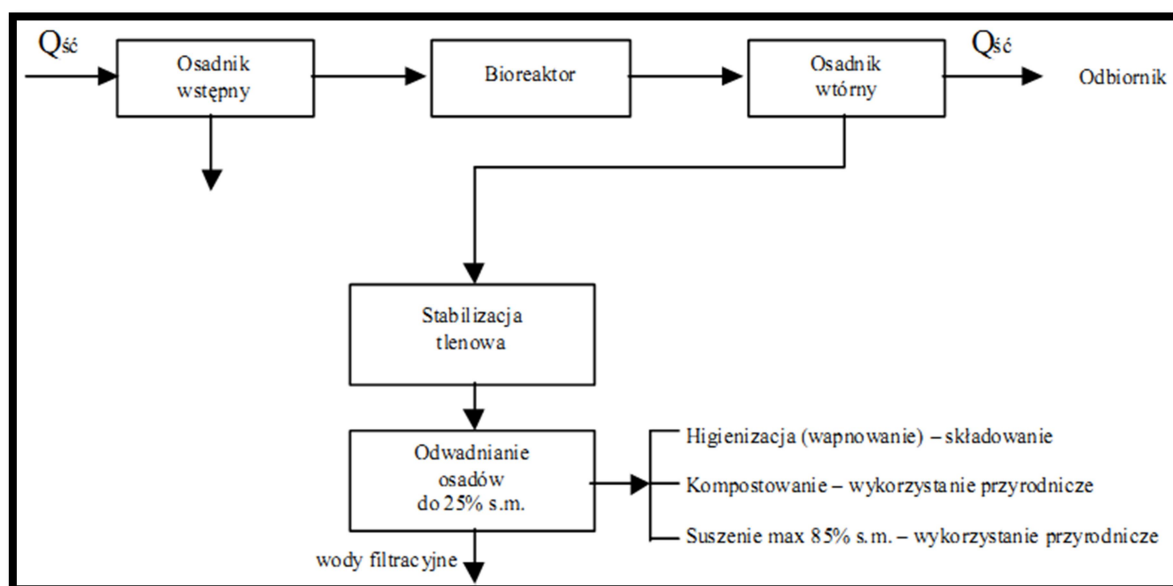 Qść
Osadnik
wstępny
Bioreaktor
Osadnik
wtórny
Qść
Odbiornik
Stabilizacja
tlenowa
Odwadnianie
osadów
do 25% s.m.
Higienizacja (wapnowanie) – składowanie
Kompostowanie – wykorzystanie przyrodnicze
Suszenie max 85% s.m. – wykorzystanie przyrodnicze
wody filtracyjne